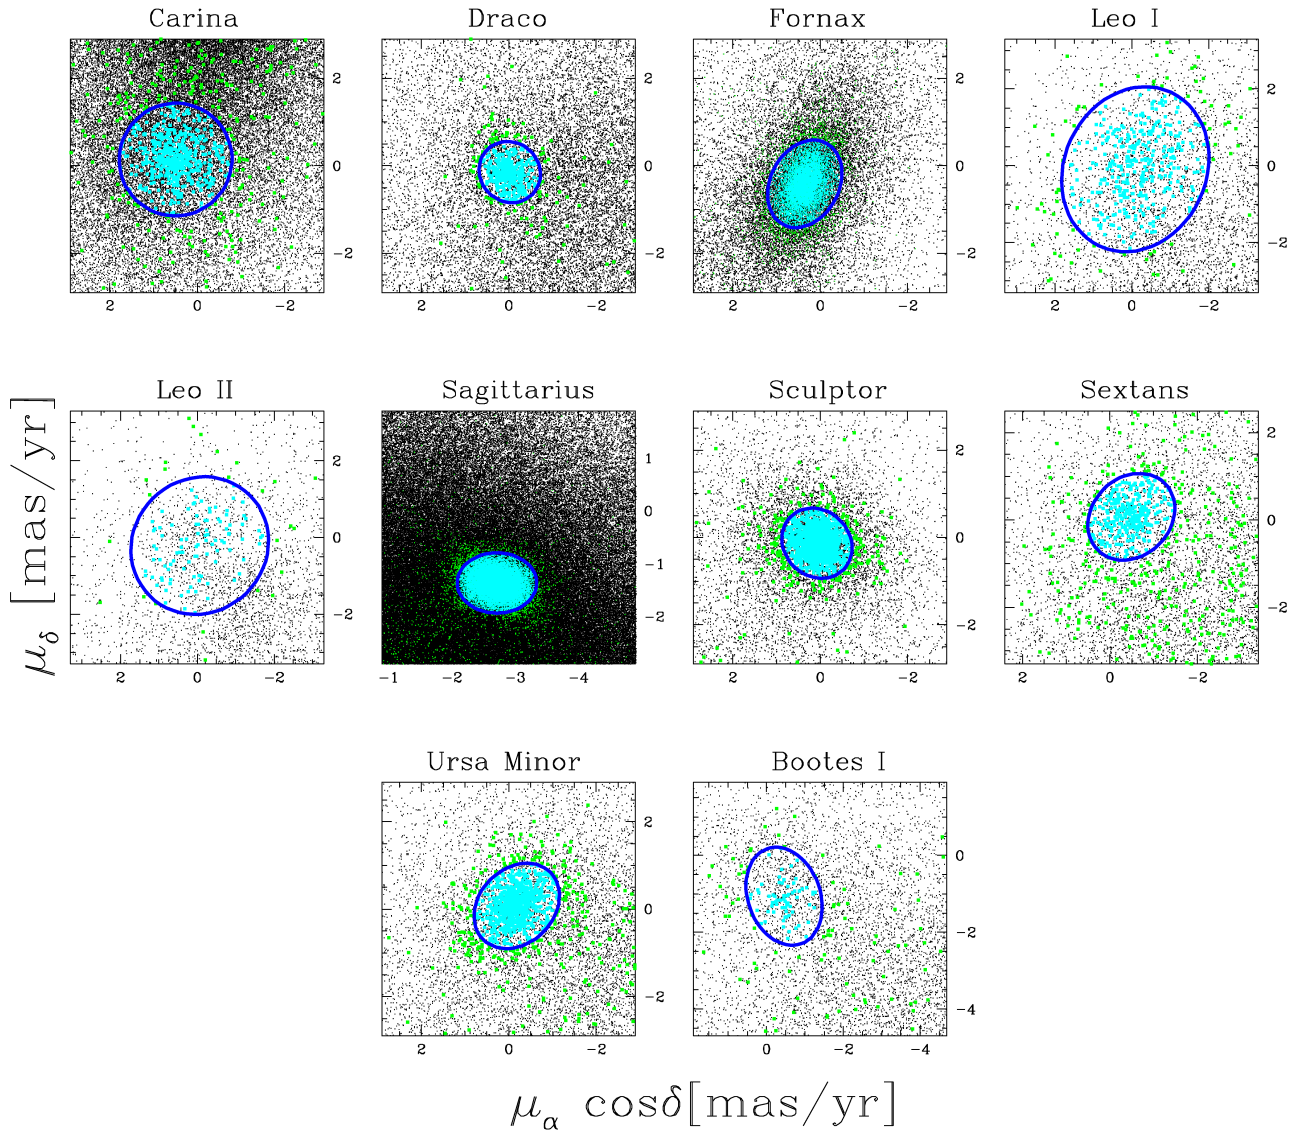 Carina Draco Fornax Leo I
2 0 -2 2 0 -2 2 0 -2 2 0 -2
2 0 -2 2 0 -2 2 0 -2 2 0 -2
Leo II Sagittarius Sculptor Sextans
2 0 -2 1 0 -1 -2 2 0 -2 2 0 -2
2 0 -2 -1 -2 -3 -4 2 0 -2 2 0 -2
μδ [mas/yr]
Ursa Minor Bootes I
2 0 -2 0 -2 -4
2 0 -2 0 -2 -4
μα cosδ[mas/yr]